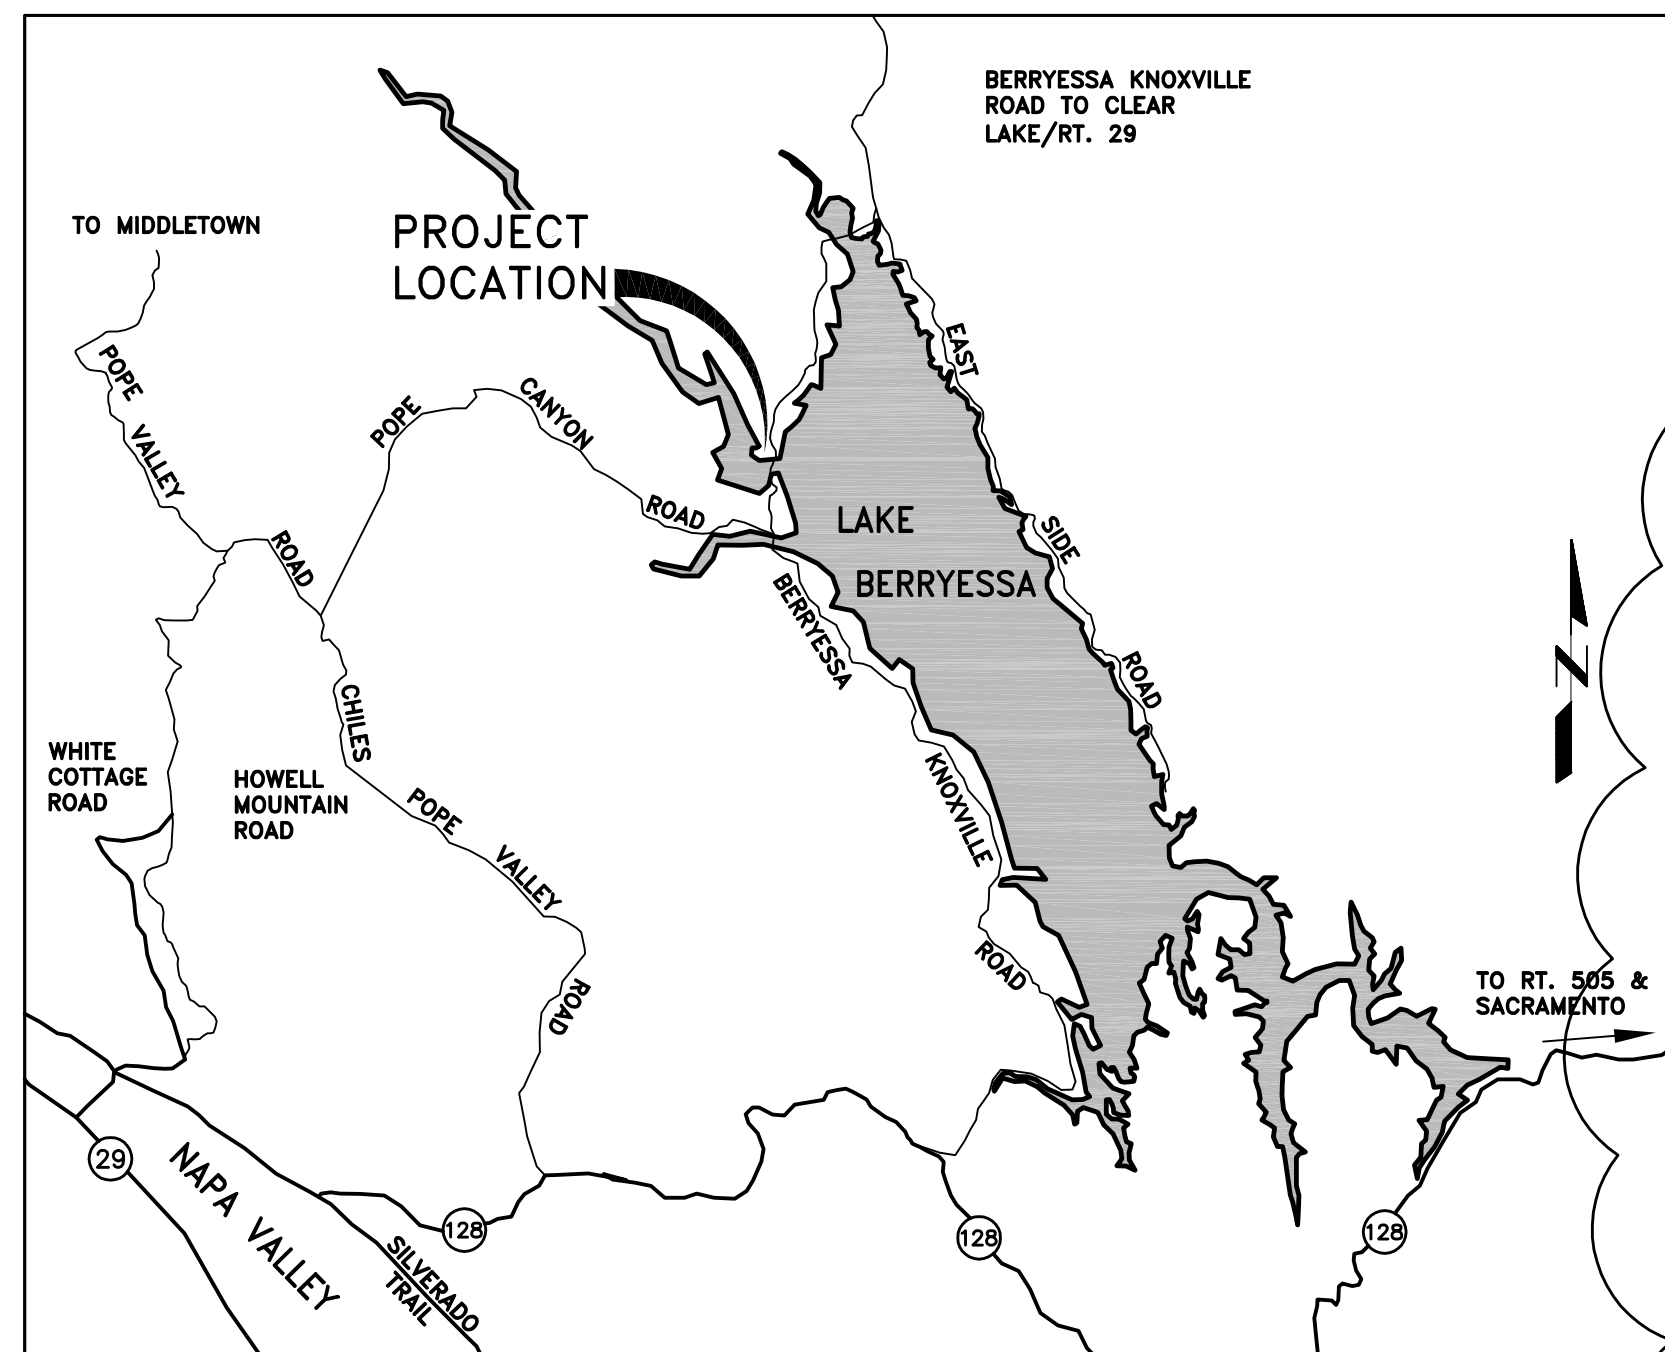 BERRYESSA KNOXVILLE
ROAD TO CLEAR
LAKE/RT. 29
TO MIDDLETOWN
PROJECT
LOCATION
POPE VALLEY ROAD
POPE CANYON ROAD
EAST SIDE ROAD
LAKE
BERRYESSA
BERRYESSA KNOXVILLE ROAD
N
CHILES POPE VALLEY ROAD
WHITE
COTTAGE
ROAD
HOWELL
MOUNTAIN
ROAD
TO RT. 505 &
SACRAMENTO
29
NAPA VALLEY
SILVERADO
TRAIL
128
128
128